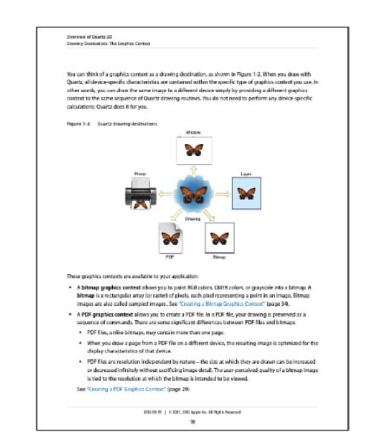 Overview of Quartz 2D
Drawing Destinations: The Graphics Context
You can think of a graphics context as a drawing destination, as shown in Figure 1-2. When you draw with
Quartz, all device-specific characteristics are contained within the specific type of graphics context you use. In
other words, you can draw the same image to a different device simply by providing a different graphics
context to the same sequence of Quartz drawing routines. You do not need to perform any device-specific
calculations; Quartz does it for you.
Figure 1-2 Quartz drawing destinations
Window
Printer
Layer
Drawing
PDF
Bitmap
These graphics contexts are available to your application:
• A bitmap graphics context allows you to paint RGB colors, CMYK colors, or grayscale into a bitmap. A
bitmap is a rectangular array (or raster) of pixels, each pixel representing a point in an image. Bitmap
images are also called sampled images. See "Creating a Bitmap Graphics Context" (page 34).
• A PDF graphics context allows you to create a PDF file. In a PDF file, your drawing is preserved as a
sequence of commands. There are some significant differences between PDF files and bitmaps:
• PDF files, unlike bitmaps, may contain more than one page.
• When you draw a page from a PDF file on a different device, the resulting image is optimized for the
display characteristics of that device.
• PDF files are resolution independent by nature—the size at which they are drawn can be increased
or decreased infinitely without sacrificing image detail. The user-perceived quality of a bitmap image
is tied to the resolution at which the bitmap is intended to be viewed.
See "Creating a PDF Graphics Context" (page 29).
Apple Inc. All Rights Reserved.